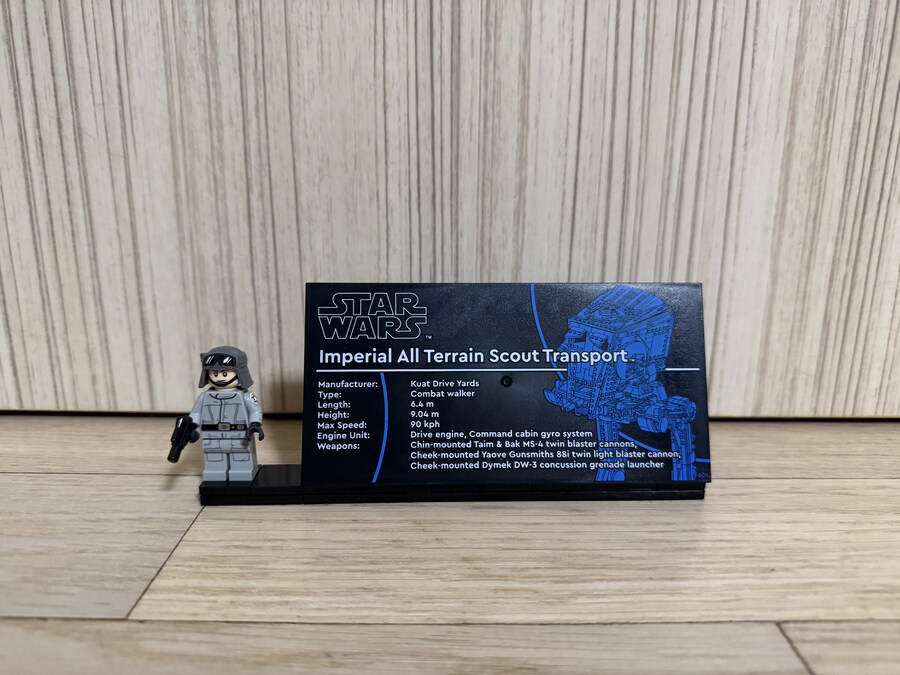 STAR
WARS™
Imperial All Terrain Scout Transport™
Manufacturer: Kuat Drive Yards
Type: Combat walker
Length: 6.4 m
Height: 9.04 m
Max Speed: 90 kph
Engine Unit: Drive engine, Command cabin gyro system
Weapons: Chin-mounted Taim & Bak MS-4 twin blaster cannons,
Cheek-mounted Yaove Gunsmiths 88i twin light blaster cannon,
Cheek-mounted Dymek DW-3 concussion grenade launcher